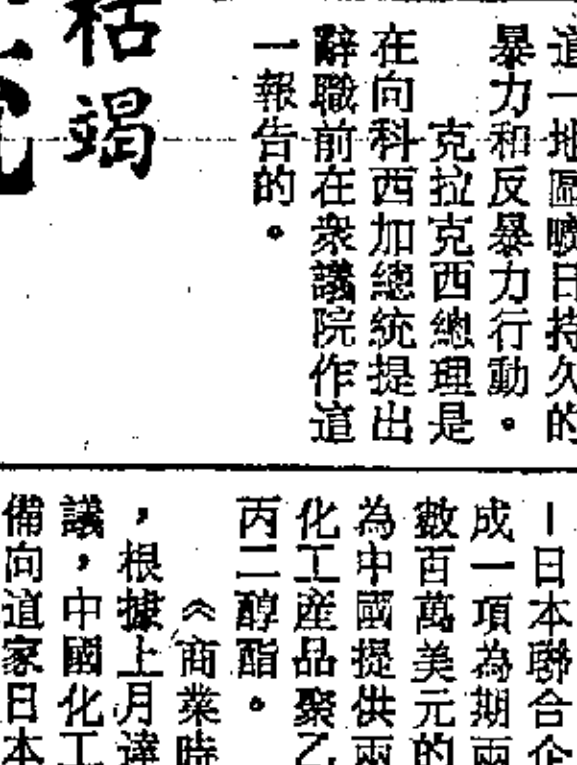 這一地區曠日持久的
暴力和反暴力行動。
克拉克西總理是
在向科西加總統提出
辭職前在衆議院作這
一報告的。
枯竭
日本聯合企
成一項為期兩
數百萬美元的
為中國提供兩
化工産品聚乙
丙二醇酯。
《商業時
，根據上月達
議，中國化工
備向這家日本